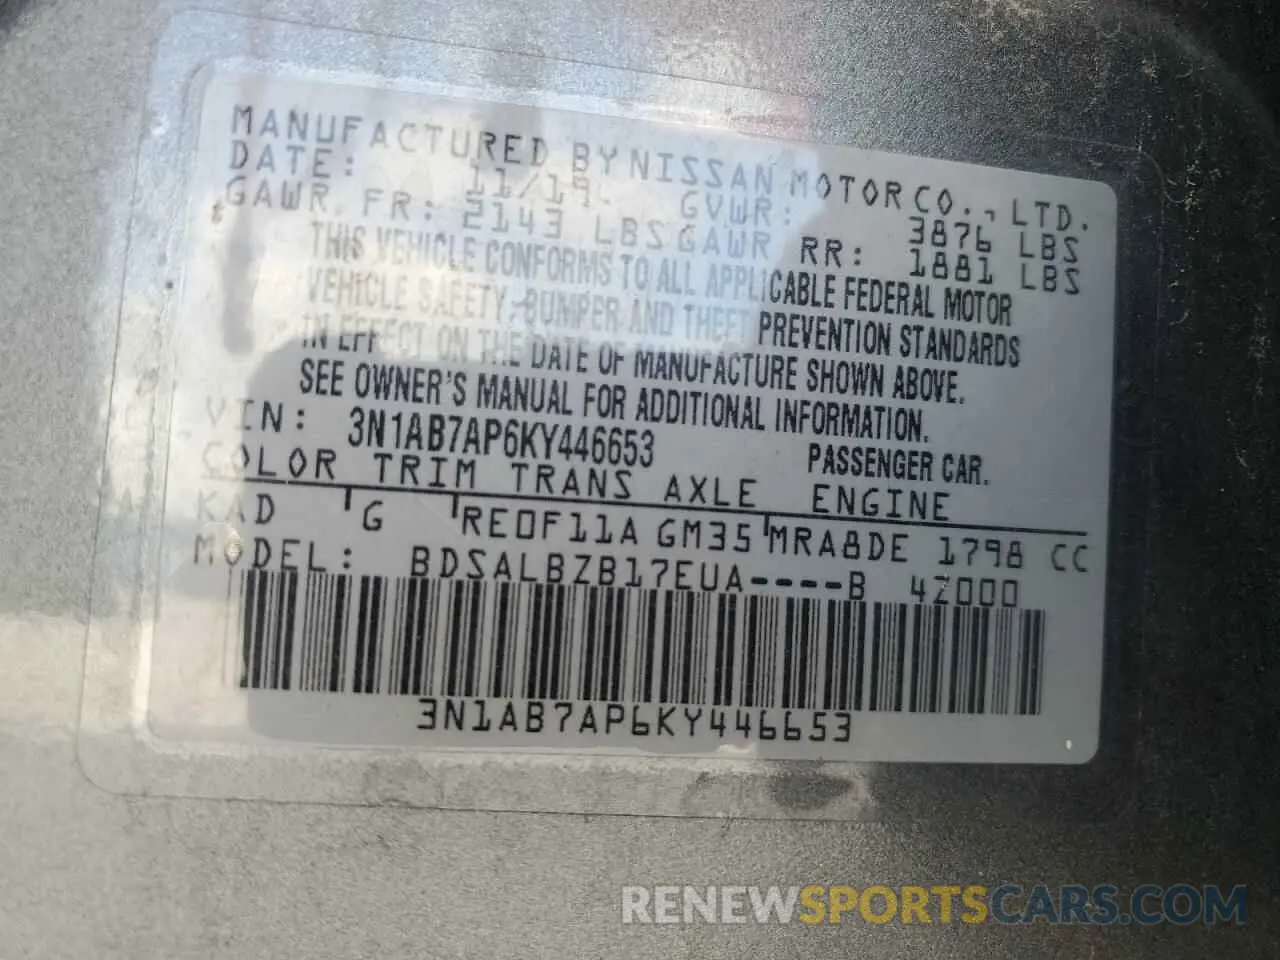 MANUFACTURED BY NISSAN MOTOR CO., LTD.
DATE: 11/19 GVWR: 3876 LBS
GAWR FR: 2143 LBS GAWR RR: 1881 LBS
THIS VEHICLE CONFORMS TO ALL APPLICABLE FEDERAL MOTOR
VEHICLE SAFETY, BUMPER AND THEFT PREVENTION STANDARDS
IN EFFECT ON THE DATE OF MANUFACTURE SHOWN ABOVE.
SEE OWNER'S MANUAL FOR ADDITIONAL INFORMATION.
VIN: 3N1AB7AP6KY446653 PASSENGER CAR.
COLOR TRIM TRANS AXLE ENGINE
KAD G RE0F11A GM35 MRA8DE 1798 CC
MODEL: BDSALBZB17EUA----B 4Z000
3N1AB7AP6KY446653
RENEWSPORTSCARS.COM